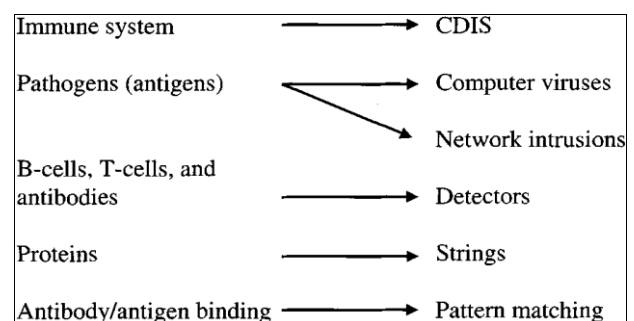 Immune system CDIS
Pathogens (antigens) Computer viruses
Network intrusions
B-cells, T-cells, and
antibodies Detectors
Proteins Strings
Antibody/antigen binding Pattern matching